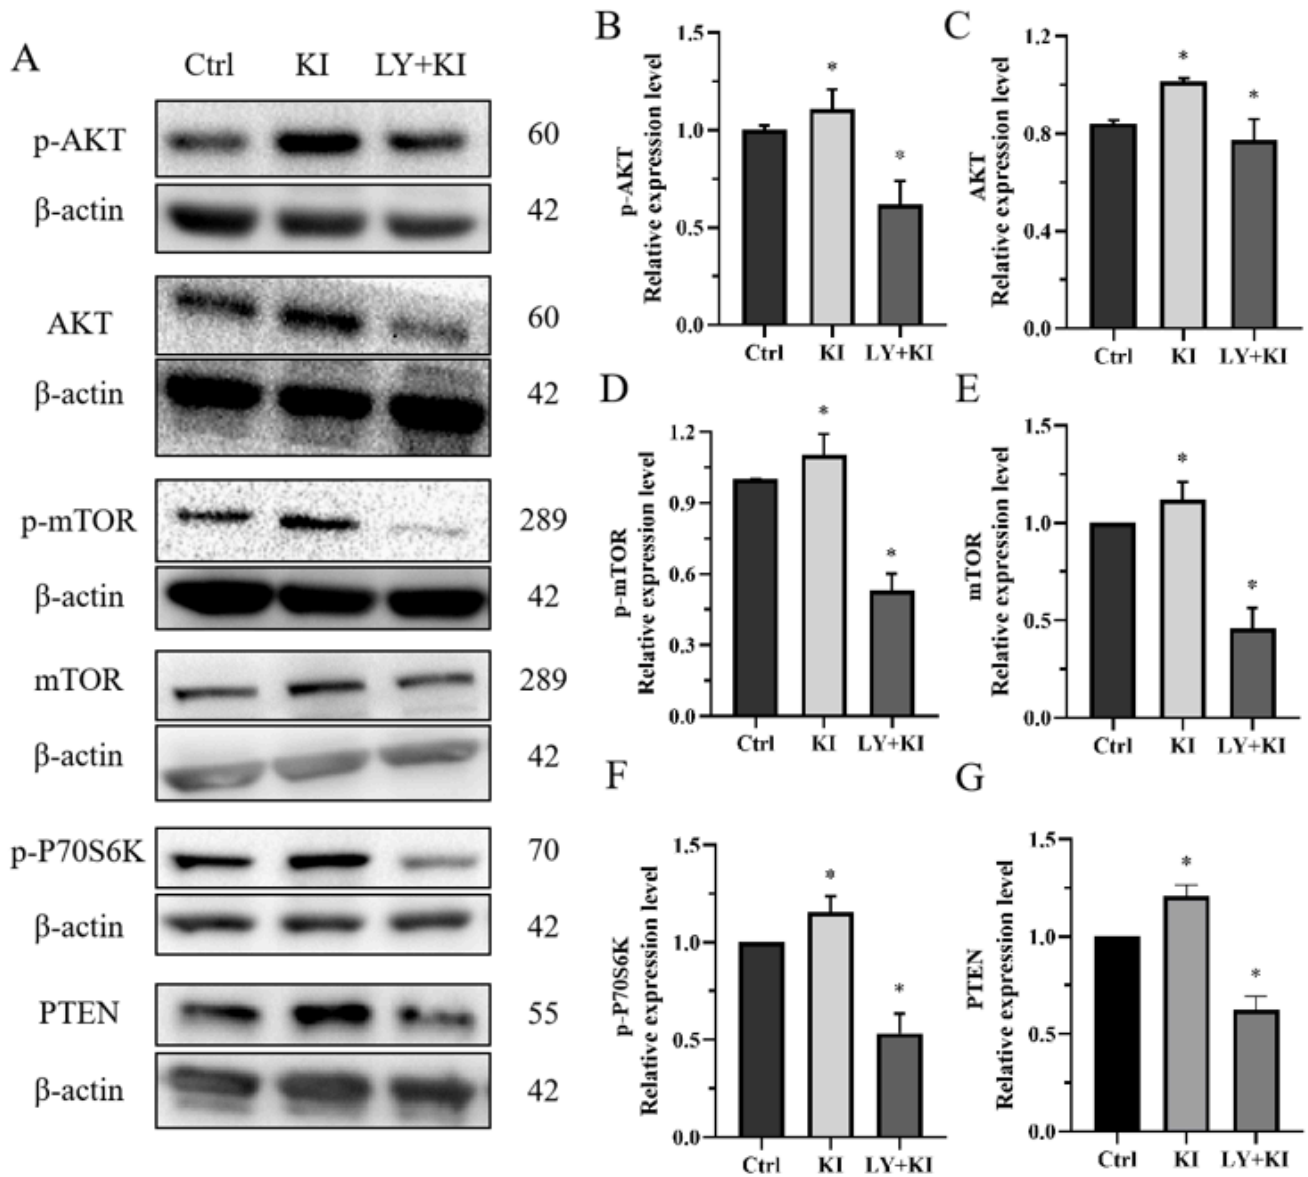 A
Ctrl KI LY+KI
p-AKT 60
β-actin 42
AKT 60
β-actin 42
p-mTOR 289
β-actin 42
mTOR 289
β-actin 42
p-P70S6K 70
β-actin 42
PTEN 55
β-actin 42
B
p-AKT
Relative expression level
1.5
1.0
0.5
0.0
* *
Ctrl KI LY+KI
C
AKT
Relative expression level
1.2
0.8
0.4
0.0
* *
Ctrl KI LY+KI
D
p-mTOR
Relative expression level
1.2
0.9
0.6
0.3
0.0
* *
Ctrl KI LY+KI
E
mTOR
Relative expression level
1.5
1.0
0.5
0.0
* *
Ctrl KI LY+KI
F
p-P70S6K
Relative expression level
1.5
1.0
0.5
0.0
* *
Ctrl KI LY+KI
G
PTEN
Relative expression level
1.5
1.0
0.5
0.0
* *
Ctrl KI LY+KI